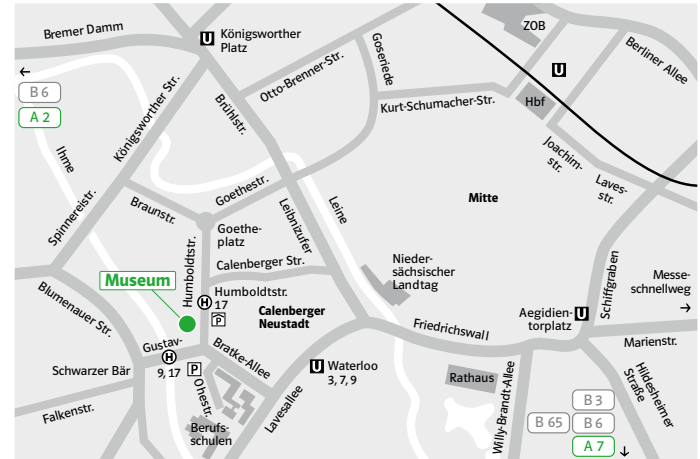 Bremer Damm
Königsworther
Platz
ZOB
Berliner Allee
Goseriede
Otto-Brenner-Str.
Hbf
Kurt-Schumacher-Str.
B 6
A 2
Königsworther Str.
Brühlstr.
Ihme
Joachim-
str.
Laves-
str.
Spinnereistr.
Braunstr.
Goethestr.
Leibnizufer
Leine
Mitte
Goethe-
platz
Humboldtstr.
Calenberger Str.
Nieder-
sächsischer
Landtag
Schiffgraben
Messe-
schnellweg
Museum
Humboldtstr.
17
P
Calenberger
Neustadt
Blumenauer Str.
Aegidien-
torplatz
Friedrichswall
Marienstr.
Gustav-
Bratke-Allee
Schwarzer Bär
H
9, 17
P
Ohestr.
Waterloo
3, 7, 9
Lavesallee
Rathaus
Willy-Brandt-Allee
Hildesheimer
Straße
Falkenstr.
Berufs-
schulen
B 3
B 65
B 6
A 7
U
U
U
U
H